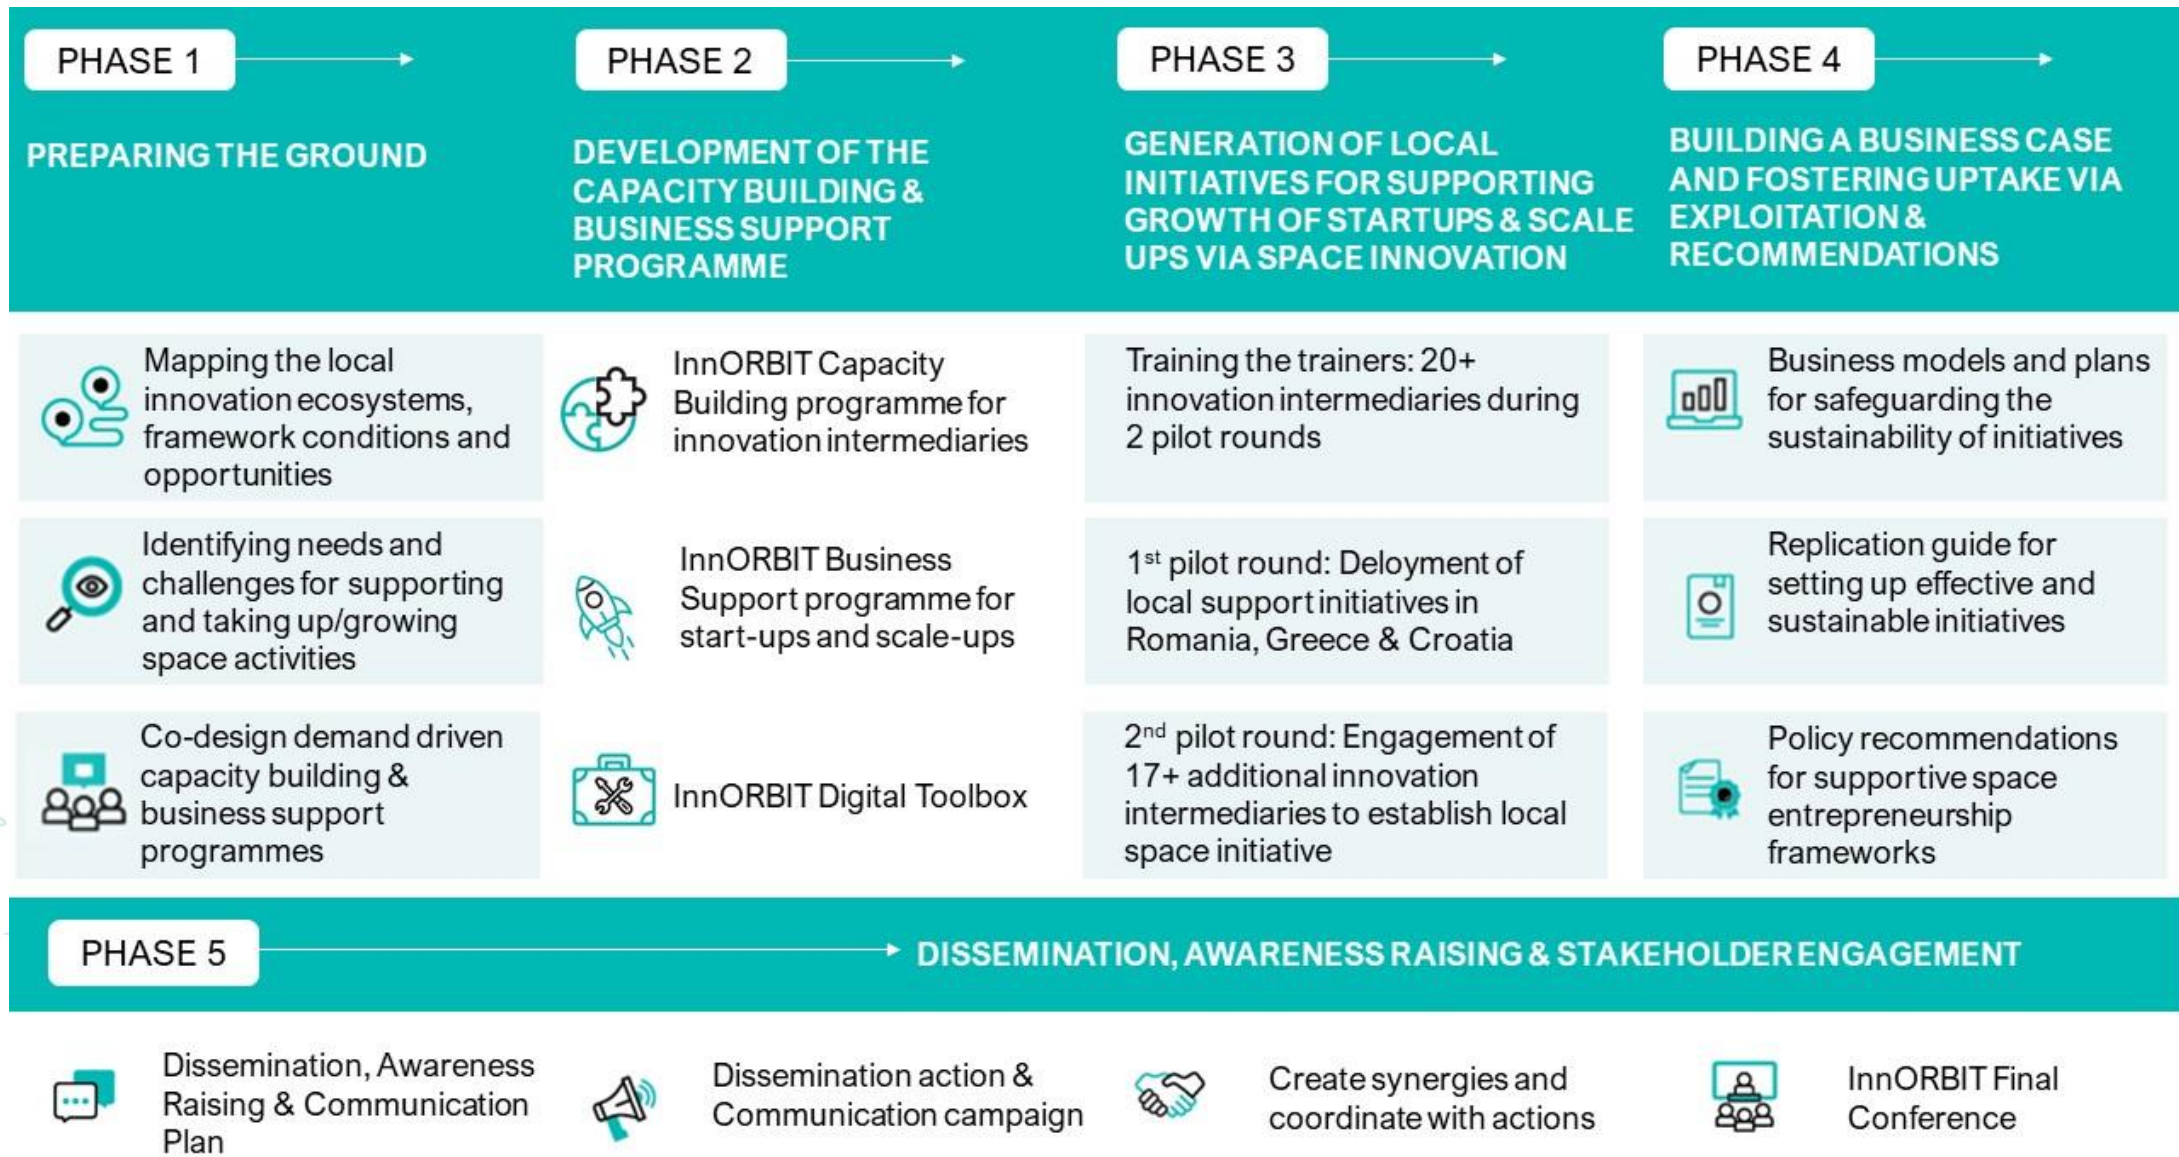 PHASE 1
PREPARING THE GROUND
Mapping the local
innovation ecosystems,
framework conditions and
opportunities
Identifying needs and
challenges for supporting
and taking up/growing
space activities
Co-design demand driven
capacity building &
business support
programmes
PHASE 2
DEVELOPMENT OF THE
CAPACITY BUILDING &
BUSINESS SUPPORT
PROGRAMME
InnORBIT Capacity
Building programme for
innovation intermediaries
InnORBIT Business
Support programme for
start-ups and scale-ups
InnORBIT Digital Toolbox
PHASE 3
GENERATION OF LOCAL
INITIATIVES FOR SUPPORTING
GROWTH OF STARTUPS & SCALE
UPS VIA SPACE INNOVATION
Training the trainers: 20+
innovation intermediaries during
2 pilot rounds
1st pilot round: Deloyment of
local support initiatives in
Romania, Greece & Croatia
2nd pilot round: Engagement of
17+ additional innovation
intermediaries to establish local
space initiative
PHASE 4
BUILDING A BUSINESS CASE
AND FOSTERING UPTAKE VIA
EXPLOITATION &
RECOMMENDATIONS
Business models and plans
for safeguarding the
sustainability of initiatives
Replication guide for
setting up effective and
sustainable initiatives
Policy recommendations
for supportive space
entrepreneurship
frameworks
PHASE 5
DISSEMINATION, AWARENESS RAISING & STAKEHOLDER ENGAGEMENT
Dissemination, Awareness
Raising & Communication
Plan
Dissemination action &
Communication campaign
Create synergies and
coordinate with actions
InnORBIT Final
Conference